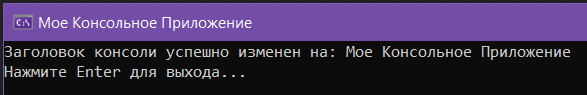 Мое Консольное Приложение
Заголовок консоли успешно изменен на: Мое Консольное Приложение
Нажмите Enter для выхода...